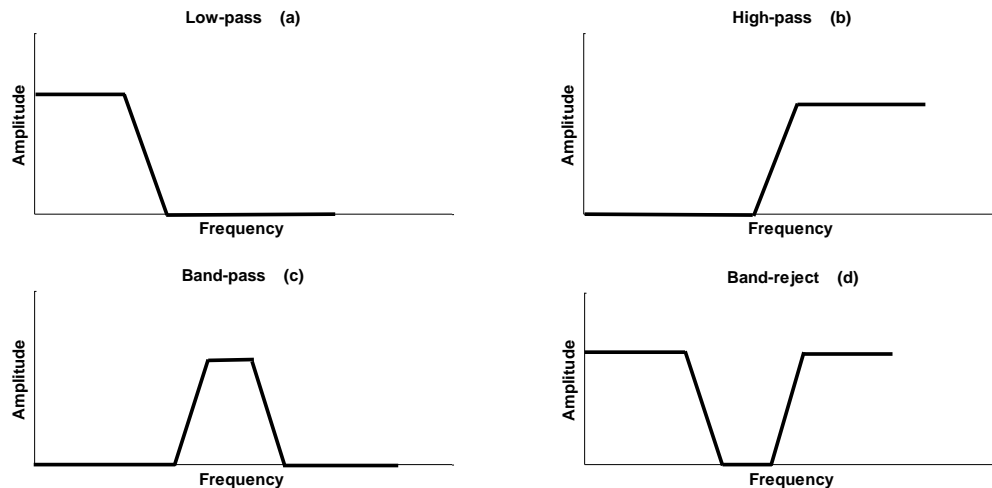 Low-pass (a)
Amplitude
Frequency
High-pass (b)
Amplitude
Frequency
Band-pass (c)
Amplitude
Frequency
Band-reject (d)
Amplitude
Frequency